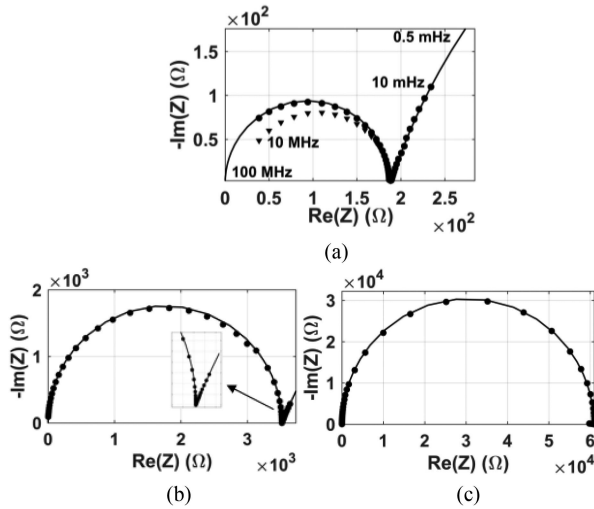 ×10²
1.5
1
0.5
-Im(Z) (Ω)
0.5 mHz
10 mHz
10 MHz
100 MHz
0 0.5 1 1.5 2 2.5
Re(Z) (Ω)
×10²
(a)
×10³
2
1
0
-Im(Z) (Ω)
0 1 2 3
Re(Z) (Ω)
×10³
(b)
×10⁴
3
2
1
0
-Im(Z) (Ω)
0 1 2 3 4 5 6
Re(Z) (Ω)
×10⁴
(c)